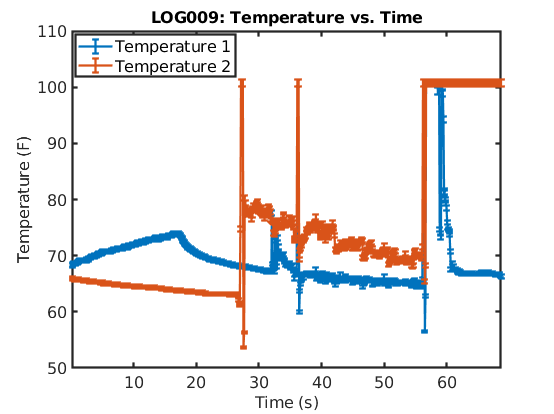 LOG009: Temperature vs. Time
110
100
90
80
70
60
50
Temperature (F)
Temperature 1
Temperature 2
10 20 30 40 50 60
Time (s)